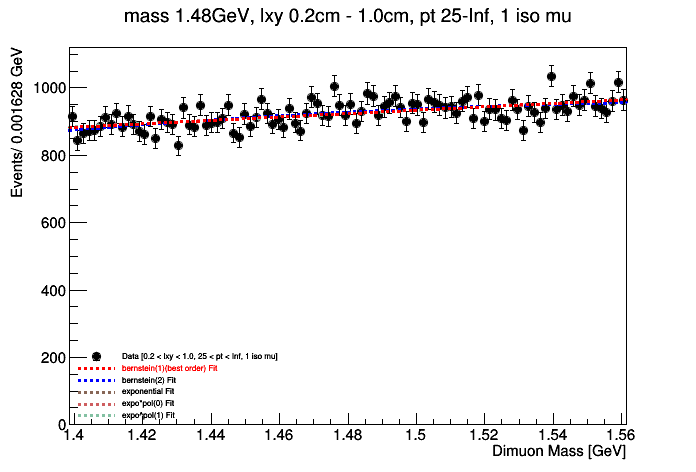 mass 1.48GeV, lxy 0.2cm - 1.0cm, pt 25-Inf, 1 iso mu
Events/ 0.001628 GeV
1000
800
600
400
200
0
Data [0.2 < lxy < 1.0, 25 < pt < Inf, 1 iso mu]
bernstein(1)(best order) Fit
bernstein(2) Fit
exponential Fit
expo*pol(0) Fit
expo*pol(1) Fit
1.4 1.42 1.44 1.46 1.48 1.5 1.52 1.54 1.56
Dimuon Mass [GeV]